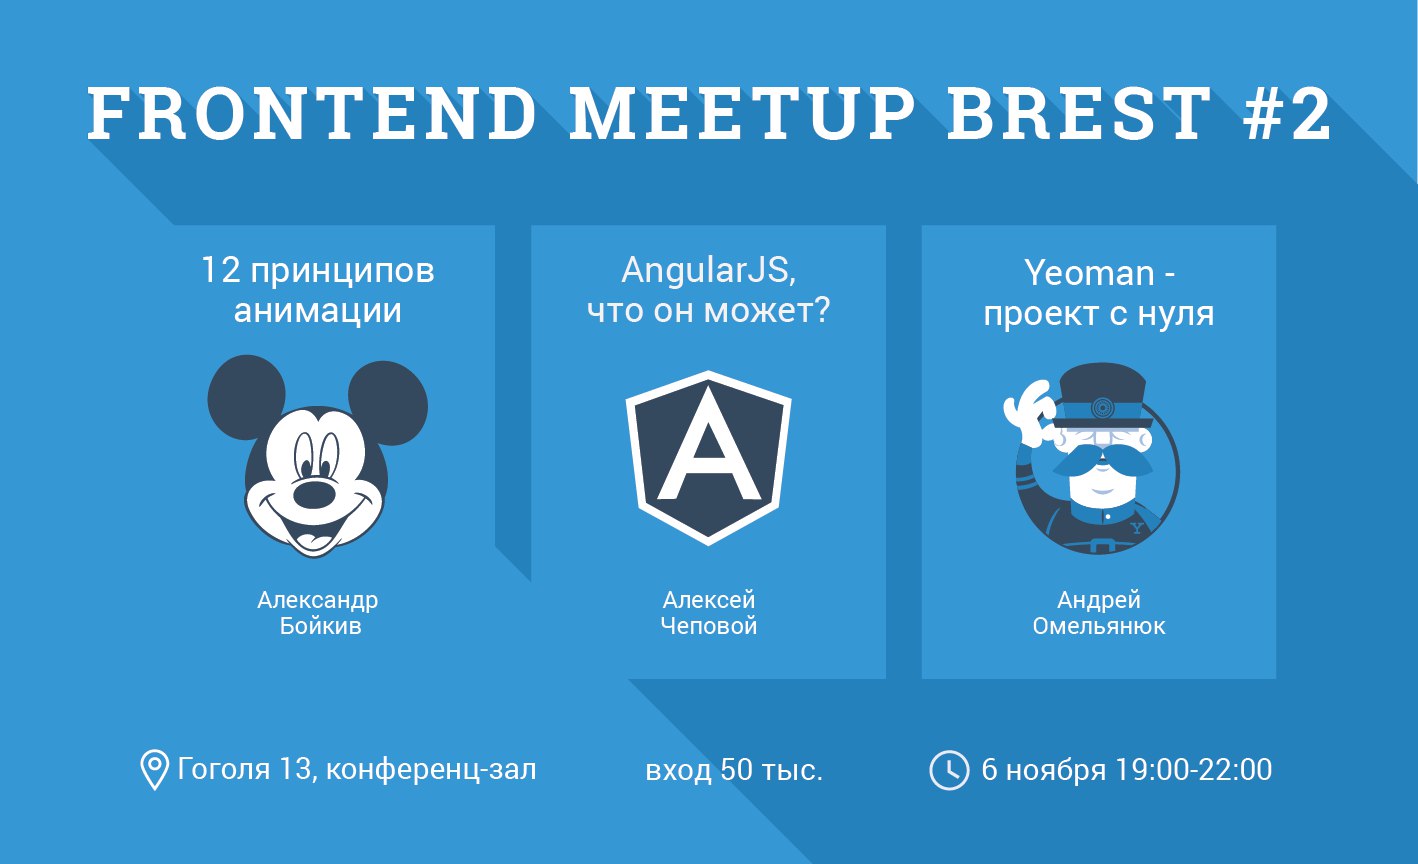 FRONTEND MEETUP BREST #2
12 принципов
анимации
Александр
Бойкив
AngularJS,
что он может?
A
Алексей
Чеповой
Yeoman -
проект с нуля
Y
Андрей
Омельянюк
Гоголя 13, конференц-зал
вход 50 тыс.
6 ноября 19:00-22:00